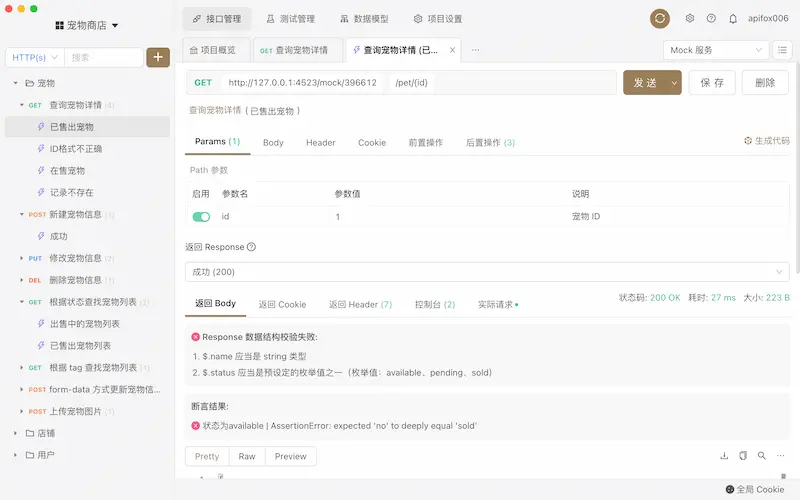 宠物商店
接口管理
测试管理
数据模型
项目设置
apifox006
HTTP(s)
搜索
项目概览
GET 查询宠物详情
查询宠物详情 (已...
Mock 服务
宠物
GET 查询宠物详情 (4)
已售出宠物
ID格式不正确
在售宠物
记录不存在
POST 新建宠物信息 (1)
成功
PUT 修改宠物信息 (2)
DEL 删除宠物信息 (1)
GET 根据状态查找宠物列表 (2)
出售中的宠物列表
已售出宠物列表
GET 根据 tag 查找宠物列表 (1)
POST form-data 方式更新宠物信...
POST 上传宠物图片 (1)
店铺
用户
GET http://127.0.0.1:4523/mock/396612 /pet/{id}
发送
保存
删除
查询宠物详情 (已售出宠物)
Params (1)
Body
Header
Cookie
前置操作
后置操作 (3)
生成代码
Path 参数
启用 参数名 参数值 说明
id 1 宠物 ID
返回 Response
成功 (200)
返回 Body
返回 Cookie
返回 Header (7)
控制台 (2)
实际请求
状态码: 200 OK 耗时: 27 ms 大小: 223 B
Response 数据结构校验失败:
1. $.name 应当是 string 类型
2. $.status 应当是预设定的枚举值之一（枚举值：available、pending、sold）
断言结果:
状态为available | AssertionError: expected 'no' to deeply equal 'sold'
Pretty
Raw
Preview
1 {
全局 Cookie